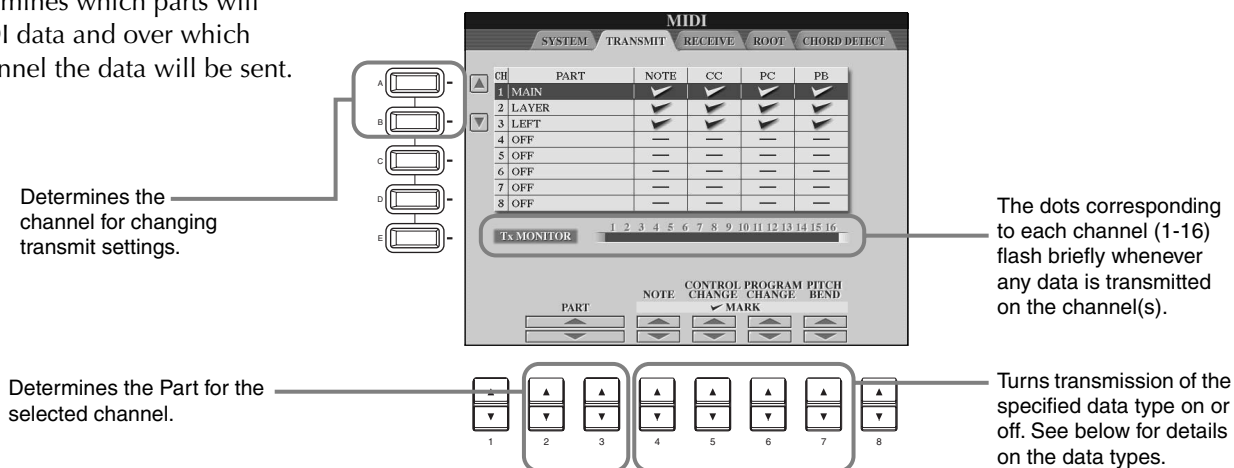 mines which parts will
DI data and over which
nnel the data will be sent.
MIDI
SYSTEM TRANSMIT RECEIVE ROOT CHORD DETECT
CH PART NOTE CC PC PB
1 MAIN ✓ ✓ ✓ ✓
2 LAYER ✓ ✓ ✓ ✓
3 LEFT ✓ ✓ ✓ ✓
4 OFF — — — —
5 OFF — — — —
6 OFF — — — —
7 OFF — — — —
8 OFF — — — —
A
B
C
D
E
Determines the
channel for changing
transmit settings.
Tx MONITOR 1 2 3 4 5 6 7 8 9 10 11 12 13 14 15 16
The dots corresponding
to each channel (1-16)
flash briefly whenever
any data is transmitted
on the channel(s).
PART NOTE CONTROL CHANGE PROGRAM CHANGE PITCH BEND
✓ MARK
Determines the Part for the
selected channel.
1 2 3 4 5 6 7 8
Turns transmission of the
specified data type on or
off. See below for details
on the data types.